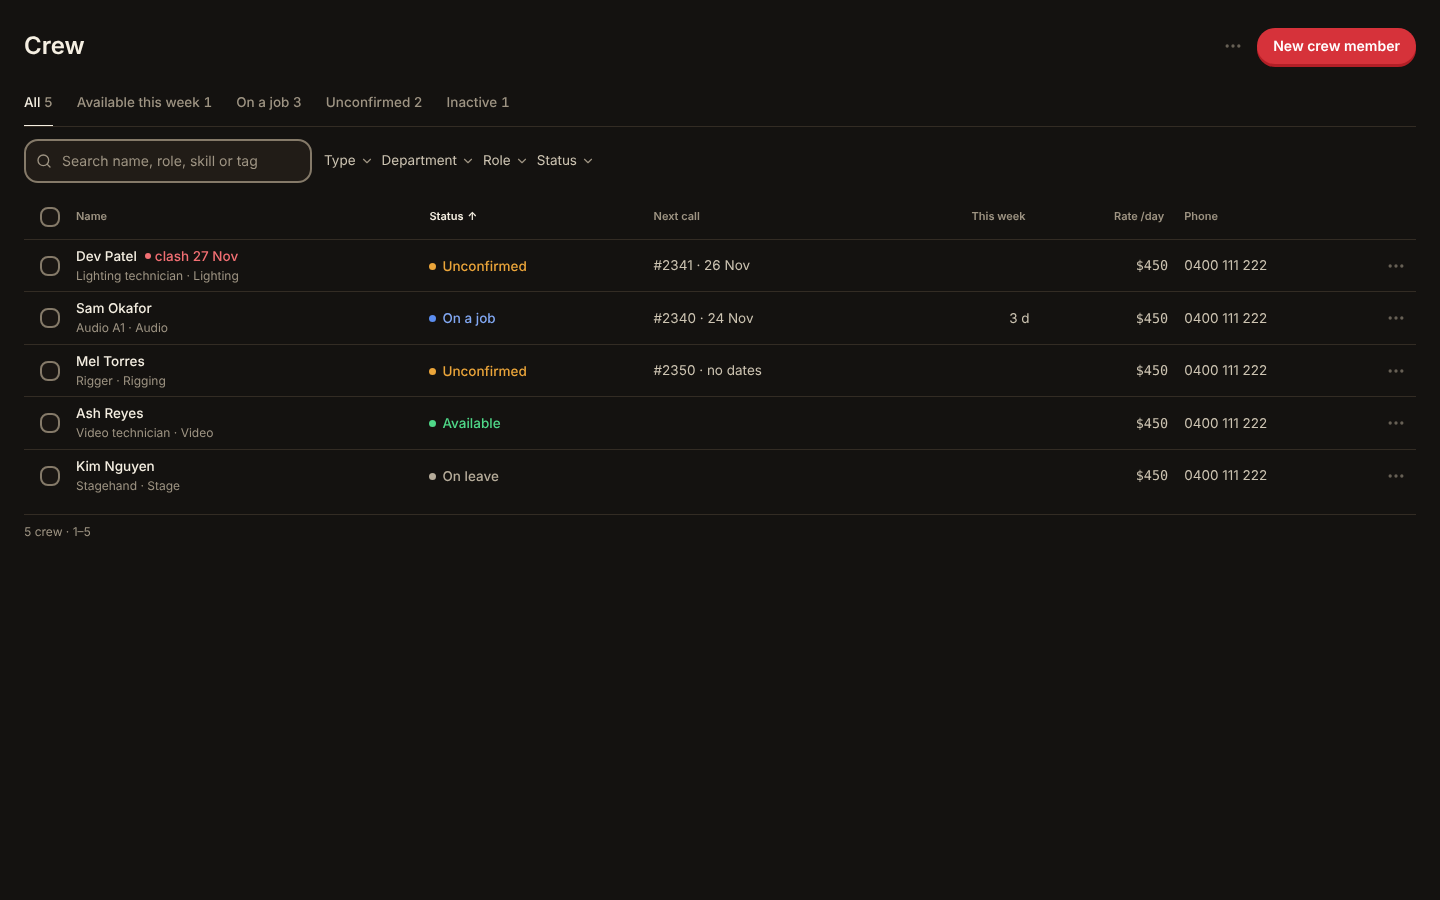 Crew
New crew member
All 5 Available this week 1 On a job 3 Unconfirmed 2 Inactive 1
Search name, role, skill or tag Type Department Role Status
Name Status ↑ Next call This week Rate /day Phone
Dev Patel • clash 27 Nov
Lighting technician · Lighting
Unconfirmed #2341 · 26 Nov $450 0400 111 222
Sam Okafor
Audio A1 · Audio
On a job #2340 · 24 Nov 3 d $450 0400 111 222
Mel Torres
Rigger · Rigging
Unconfirmed #2350 · no dates $450 0400 111 222
Ash Reyes
Video technician · Video
Available $450 0400 111 222
Kim Nguyen
Stagehand · Stage
On leave $450 0400 111 222
5 crew · 1–5